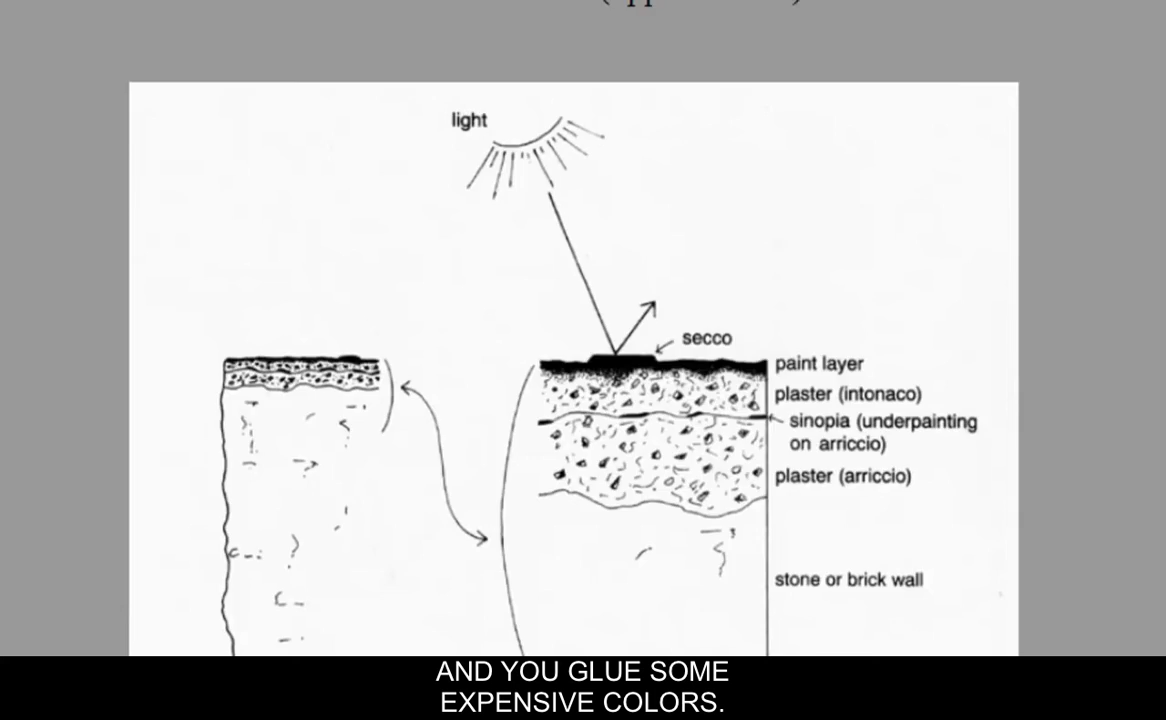 light
secco
paint layer
plaster (intonaco)
sinopia (underpainting
on arriccio)
plaster (arriccio)
stone or brick wall
AND YOU GLUE SOME
EXPENSIVE COLORS.